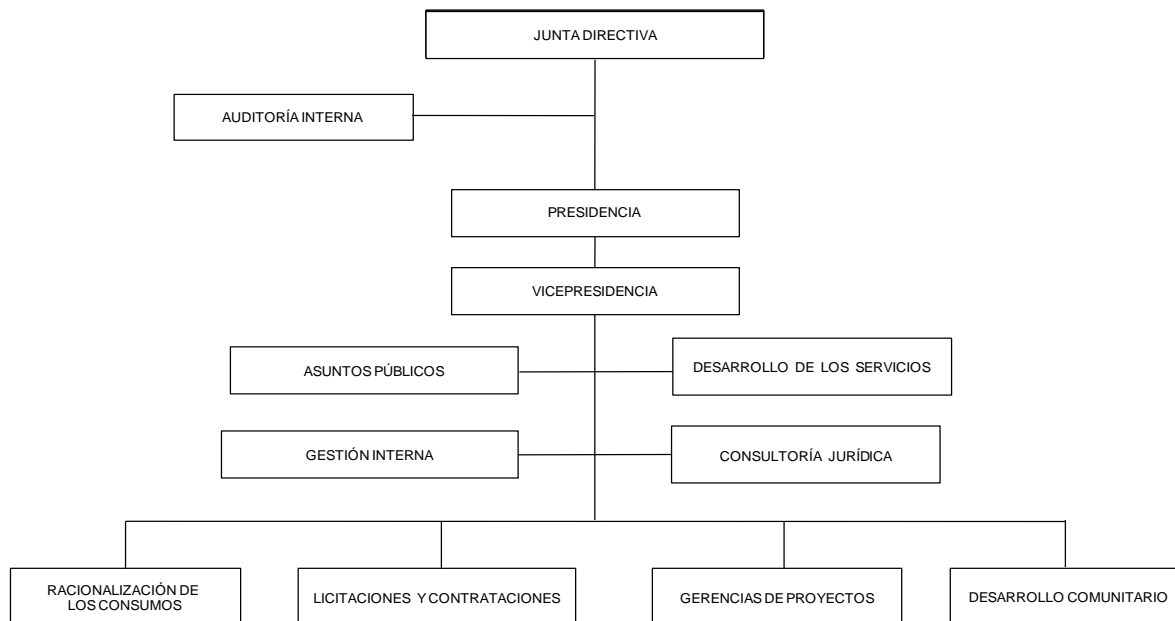 JUNTA DIRECTIVA
AUDITORÍA INTERNA
PRESIDENCIA
VICEPRESIDENCIA
ASUNTOS PÚBLICOS
DESARROLLO DE LOS SERVICIOS
GESTIÓN INTERNA
CONSULTORÍA JURÍDICA
RACIONALIZACIÓN DE
LOS CONSUMOS
LICITACIONES Y CONTRATACIONES
GERENCIAS DE PROYECTOS
DESARROLLO COMUNITARIO